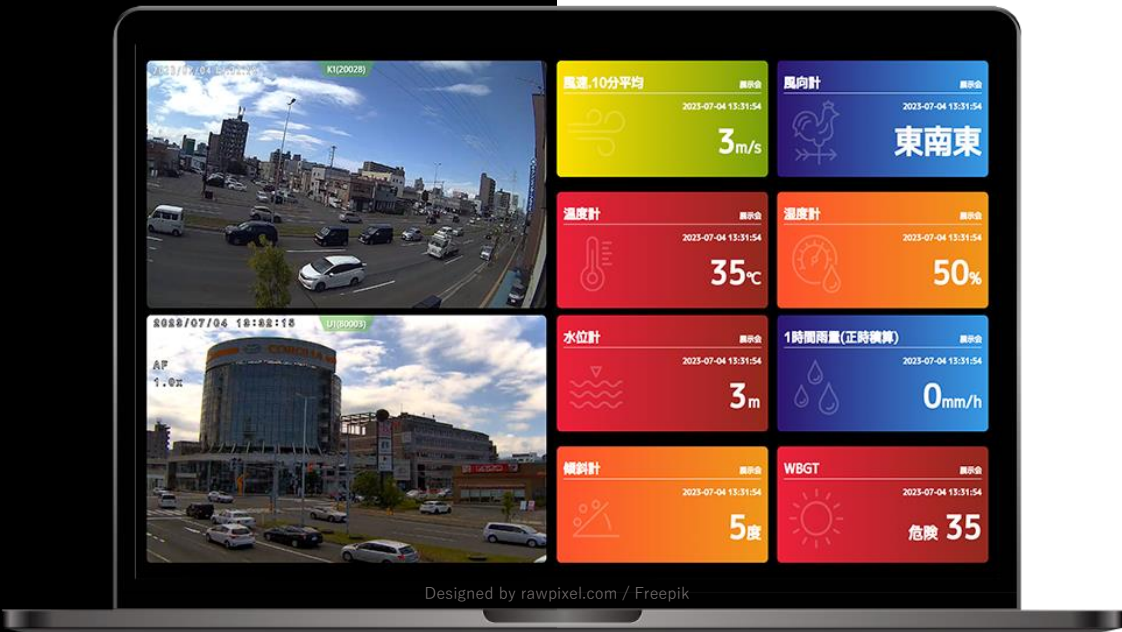 2023/07/04 13:31:54
K1(20028)
2023/07/04 13:32:15
U1(80003)
AF
1.0x
COROLLA
風速.10分平均
展示会
2023-07-04 13:31:54
3m/s
風向計
展示会
2023-07-04 13:31:54
東南東
温度計
展示会
2023-07-04 13:31:54
35℃
湿度計
展示会
2023-07-04 13:31:54
50%
水位計
展示会
2023-07-04 13:31:54
3m
1時間雨量(正時積算)
展示会
2023-07-04 13:31:54
0mm/h
傾斜計
展示会
2023-07-04 13:31:54
5度
WBGT
展示会
2023-07-04 13:31:54
危険 35
Designed by rawpixel.com / Freepik